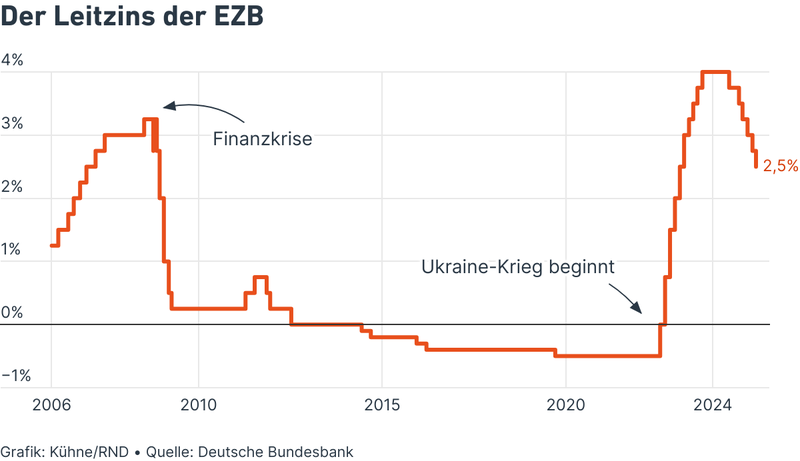 Der Leitzins der EZB
4%
3%
Finanzkrise
2%
2,5%
1%
Ukraine-Krieg beginnt
0%
−1%
2006 2010 2015 2020 2024
Grafik: Kühne/RND • Quelle: Deutsche Bundesbank